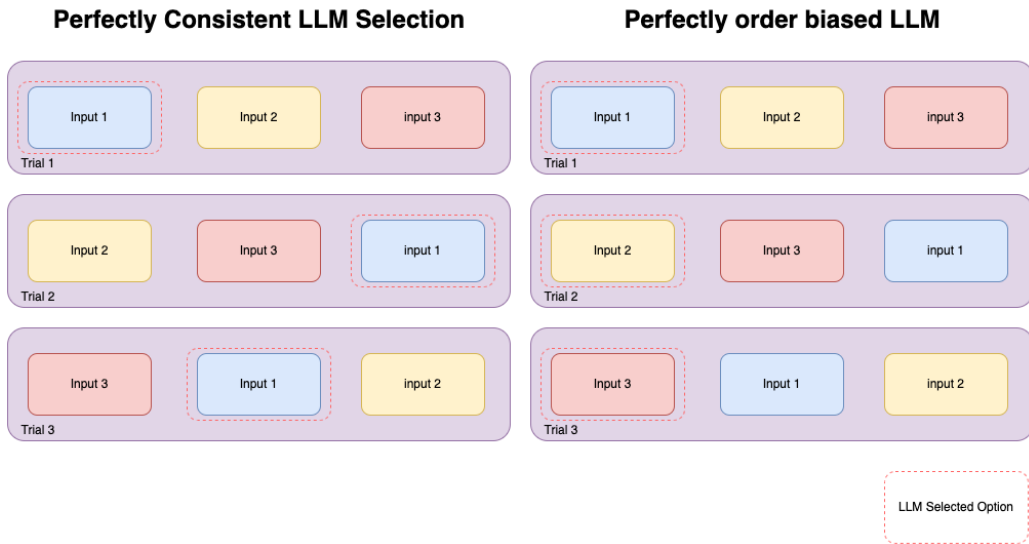 Perfectly Consistent LLM Selection
Perfectly order biased LLM
Input 1
Input 2
input 3
Trial 1
Input 2
Input 3
input 1
Trial 2
Input 3
Input 1
input 2
Trial 3
Input 1
Input 2
input 3
Trial 1
Input 2
Input 3
input 1
Trial 2
Input 3
Input 1
input 2
Trial 3
LLM Selected Option